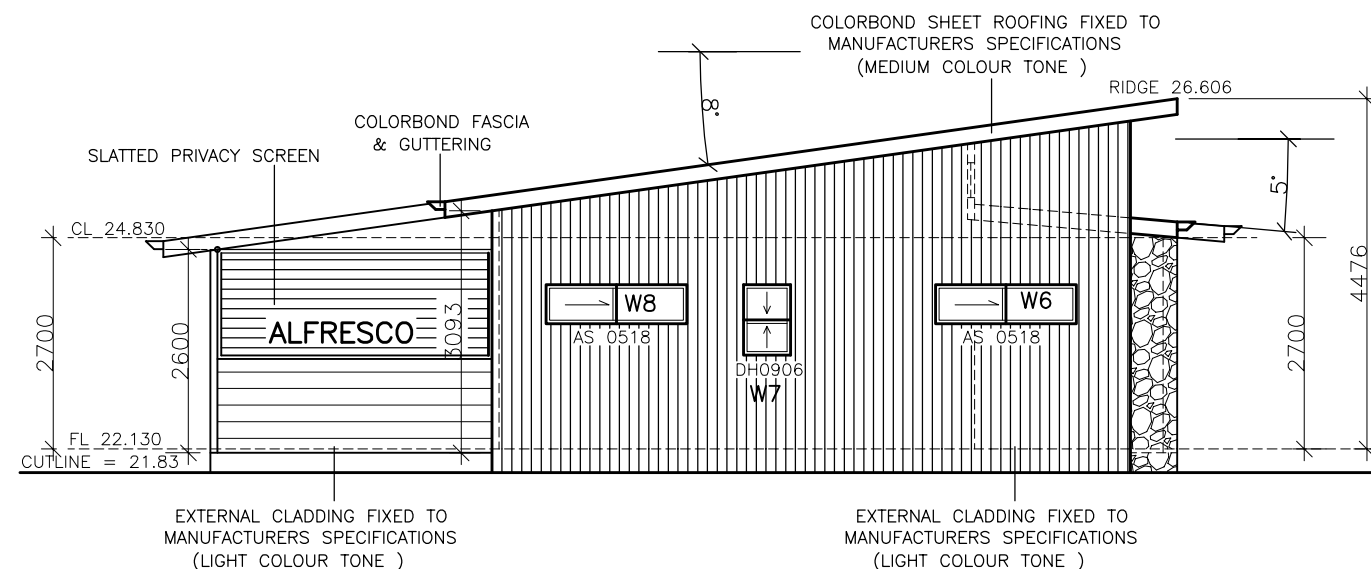 COLORBOND SHEET ROOFING FIXED TO
MANUFACTURERS SPECIFICATIONS
(MEDIUM COLOUR TONE )
RIDGE 26.606
8°
COLORBOND FASCIA
& GUTTERING
SLATTED PRIVACY SCREEN
5°
CL 24.830
4476
2700
2600
3093
2700
ALFRESCO
W8
AS 0518
DH0906
W7
W6
AS 0518
FL 22.130
CUTLINE = 21.83
EXTERNAL CLADDING FIXED TO
MANUFACTURERS SPECIFICATIONS
(LIGHT COLOUR TONE )
EXTERNAL CLADDING FIXED TO
MANUFACTURERS SPECIFICATIONS
(LIGHT COLOUR TONE )